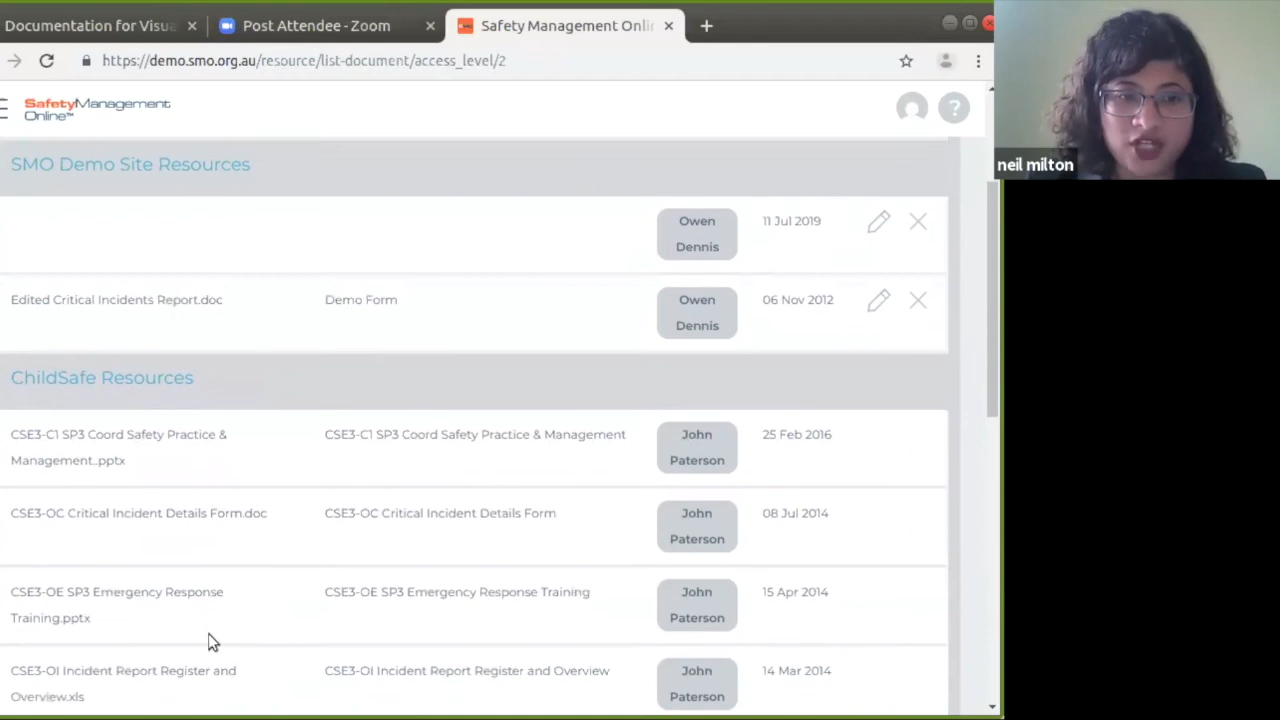 Documentation for Visua
Post Attendee - Zoom
Safety Management Onlin
https://demo.smo.org.au/resource/list-document/access_level/2
SafetyManagement
Online™
?
neil milton
SMO Demo Site Resources
Owen
Dennis
11 Jul 2019
Edited Critical Incidents Report.doc
Demo Form
Owen
Dennis
06 Nov 2012
ChildSafe Resources
CSE3-C1 SP3 Coord Safety Practice &
Management_.pptx
CSE3-C1 SP3 Coord Safety Practice & Management
John
Paterson
25 Feb 2016
CSE3-OC Critical Incident Details Form.doc
CSE3-OC Critical Incident Details Form
John
Paterson
08 Jul 2014
CSE3-OE SP3 Emergency Response
Training.pptx
CSE3-OE SP3 Emergency Response Training
John
Paterson
15 Apr 2014
CSE3-OI Incident Report Register and
Overview.xls
CSE3-OI Incident Report Register and Overview
John
Paterson
14 Mar 2014